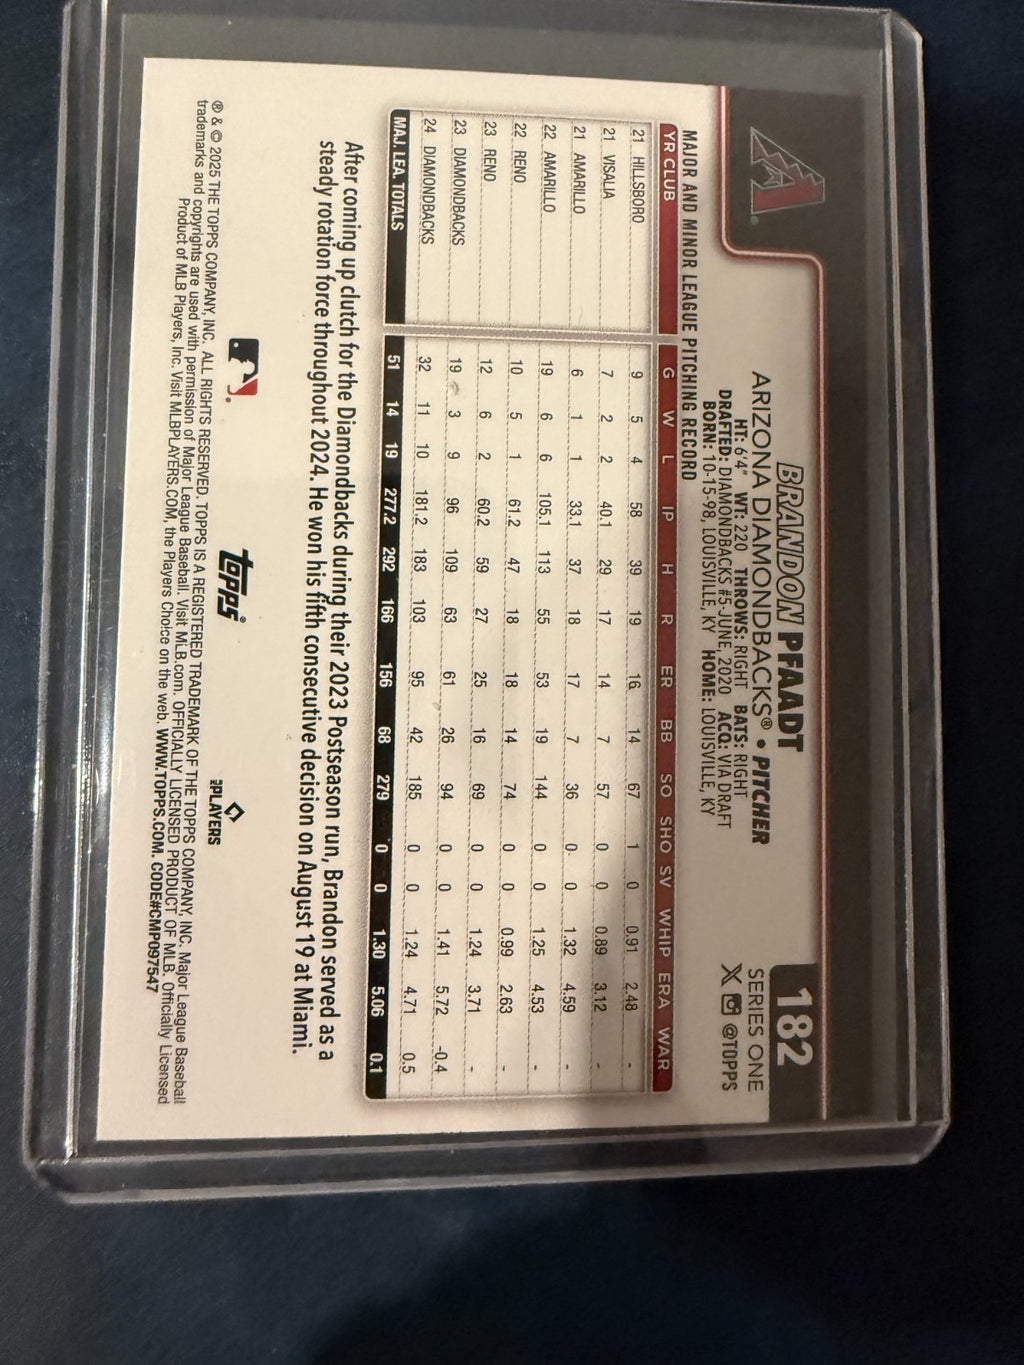 182
SERIES ONE
@TOPPS
BRANDON PFAADT
ARIZONA DIAMONDBACKS® • PITCHER
HT: 6'4" WT: 220 THROWS: RIGHT BATS: RIGHT
DRAFTED: DIAMONDBACKS #5-JUNE, 2020 ACQ: VIA DRAFT
BORN: 10-15-98, LOUISVILLE, KY HOME: LOUISVILLE, KY
MAJOR AND MINOR LEAGUE PITCHING RECORD
YR CLUB G W L IP H R ER BB SO SHO SV WHIP ERA WAR
21 HILLSBORO 9 5 4 58 39 19 16 14 67 1 0 0.91 2.48 -
21 VISALIA 7 2 2 40.1 29 17 14 7 57 0 0 0.89 3.12 -
21 AMARILLO 6 1 1 33.1 37 18 17 7 36 0 0 1.32 4.59 -
22 AMARILLO 19 6 6 105.1 113 55 53 19 144 0 0 1.25 4.53 -
22 RENO 10 5 1 61.2 47 18 18 14 74 0 0 0.99 2.63 -
23 RENO 12 6 2 60.2 59 27 25 16 69 0 0 1.24 3.71 -
23 DIAMONDBACKS 19 3 9 96 109 63 61 26 94 0 0 1.41 5.72 -0.4
24 DIAMONDBACKS 32 11 10 181.2 183 103 95 42 185 0 0 1.24 4.71 0.5
MAJ. LEA. TOTALS 51 14 19 277.2 292 166 156 68 279 0 0 1.30 5.06 0.1
After coming up clutch for the Diamondbacks during their 2023 Postseason run, Brandon served as a
steady rotation force throughout 2024. He won his fifth consecutive decision on August 19 at Miami.
topps®
PLAYERS
® & © 2025 THE TOPPS COMPANY, INC. ALL RIGHTS RESERVED. TOPPS IS A REGISTERED TRADEMARK OF THE TOPPS COMPANY, INC. Major League Baseball
trademarks and copyrights are used with permission of Major League Baseball. Visit MLB.com. OFFICIALLY LICENSED PRODUCT OF MLB. Officially Licensed
Product of MLB Players, Inc. Visit MLBPLAYERS.COM, the Players Choice on the web. WWW.TOPPS.COM. CODE#CMP097547